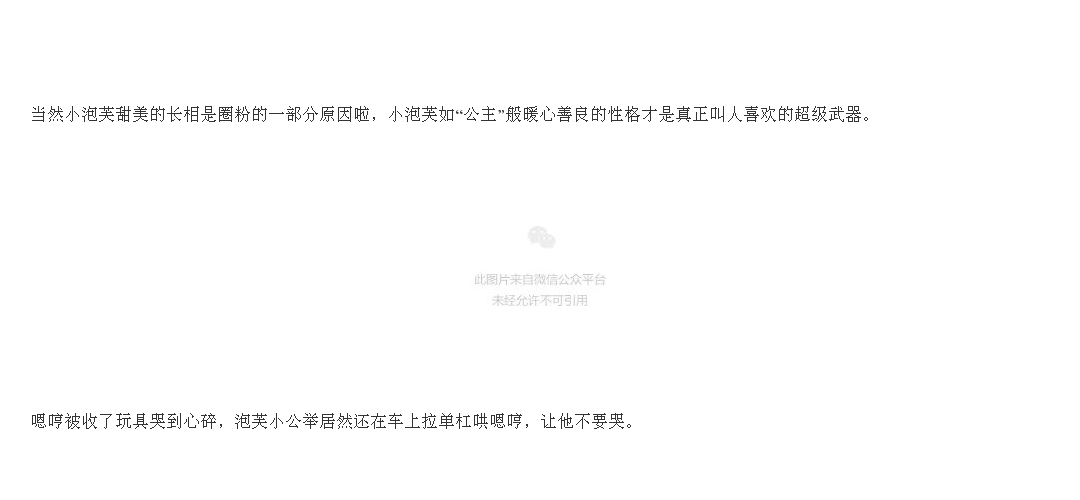 当然小泡芙甜美的长相是圈粉的一部分原因啦，小泡芙如“公主”般暖心善良的性格才是真正叫人喜欢的超级武器。
此图片来自微信公众平台
未经允许不可引用
嗯哼被收了玩具哭到心碎，泡芙小公举居然还在车上拉单杠哄嗯哼，让他不要哭。